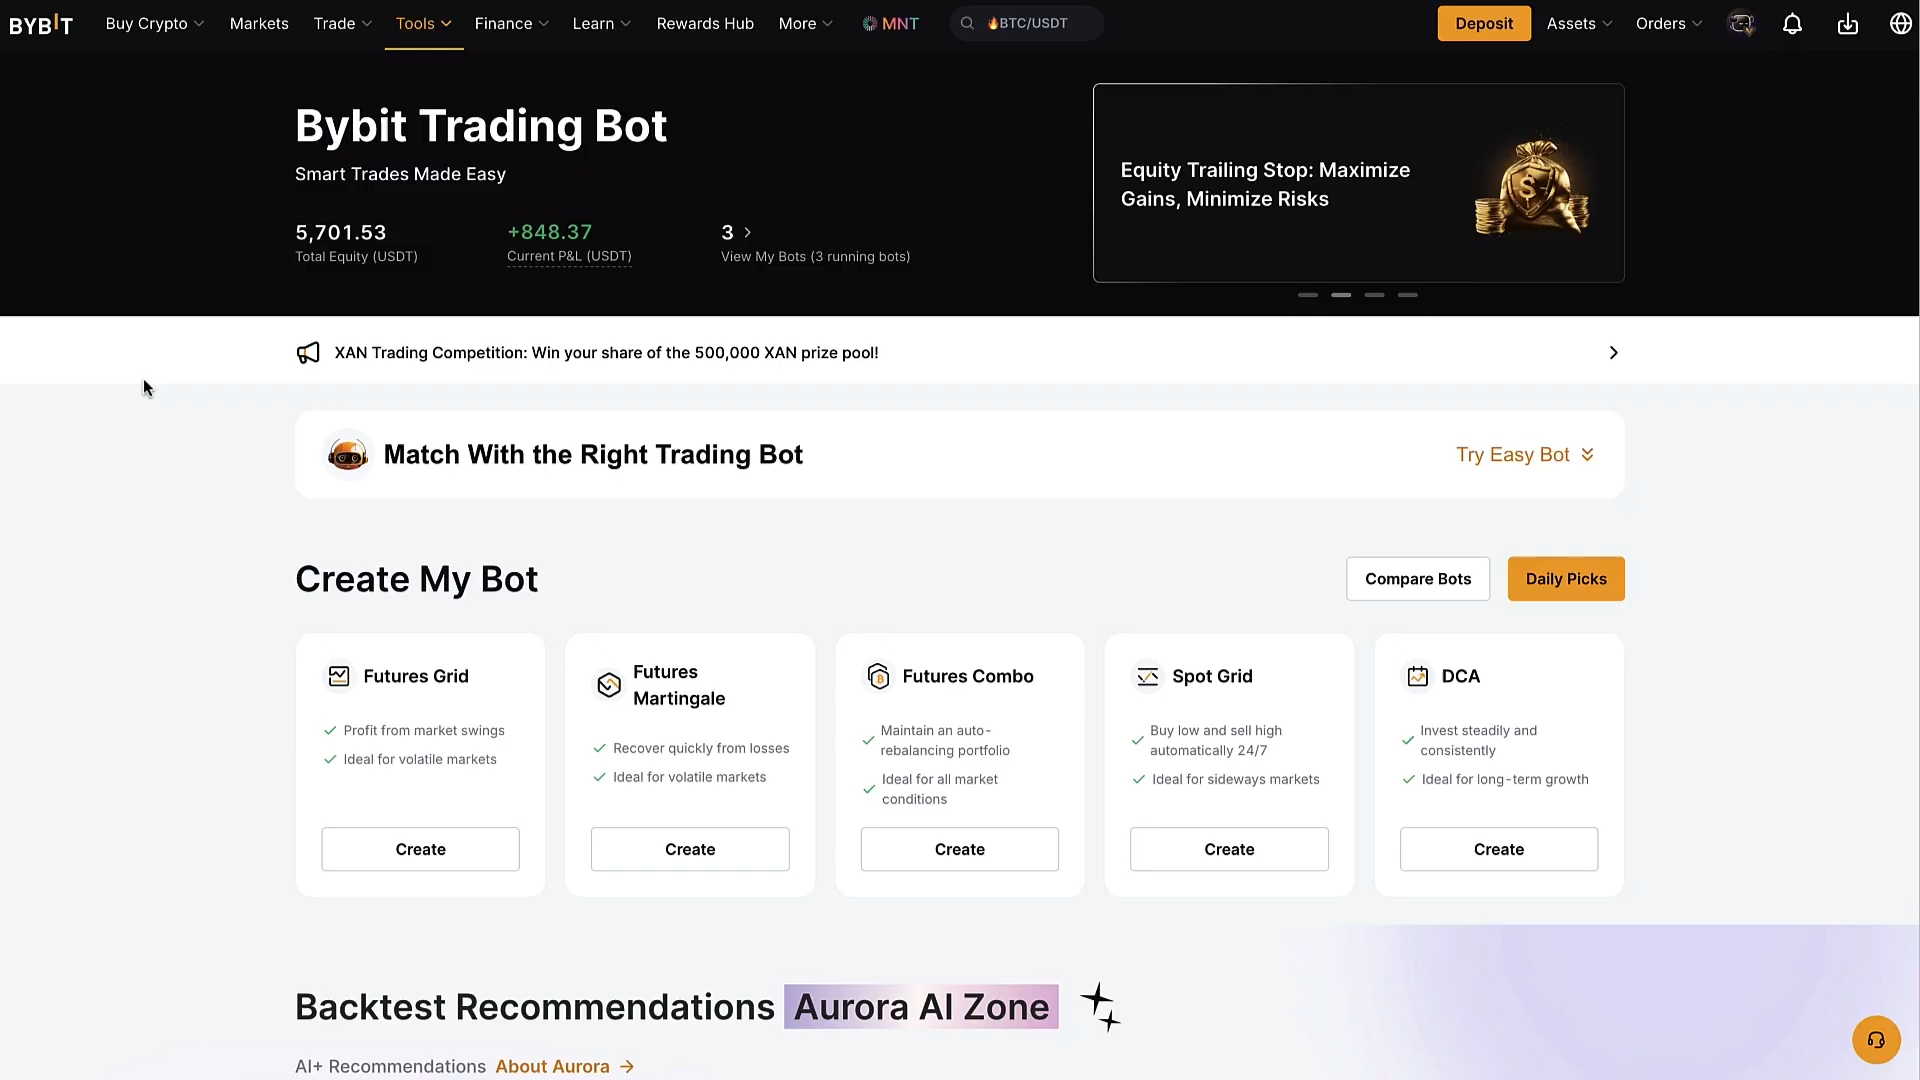 BYBIT Buy Crypto Markets Trade Tools Finance Learn Rewards Hub More MNT BTC/USDT Deposit Assets Orders
Bybit Trading Bot
Smart Trades Made Easy
5,701.53 +848.37 3
Total Equity (USDT) Current P&L (USDT) View My Bots (3 running bots)
Equity Trailing Stop: Maximize
Gains, Minimize Risks
XAN Trading Competition: Win your share of the 500,000 XAN prize pool!
Match With the Right Trading Bot
Try Easy Bot
Create My Bot
Compare Bots
Daily Picks
Futures Grid
Profit from market swings
Ideal for volatile markets
Create
Futures
Martingale
Recover quickly from losses
Ideal for volatile markets
Create
Futures Combo
Maintain an auto-
rebalancing portfolio
Ideal for all market
conditions
Create
Spot Grid
Buy low and sell high
automatically 24/7
Ideal for sideways markets
Create
DCA
Invest steadily and
consistently
Ideal for long-term growth
Create
Backtest Recommendations Aurora AI Zone
AI+ Recommendations About Aurora →